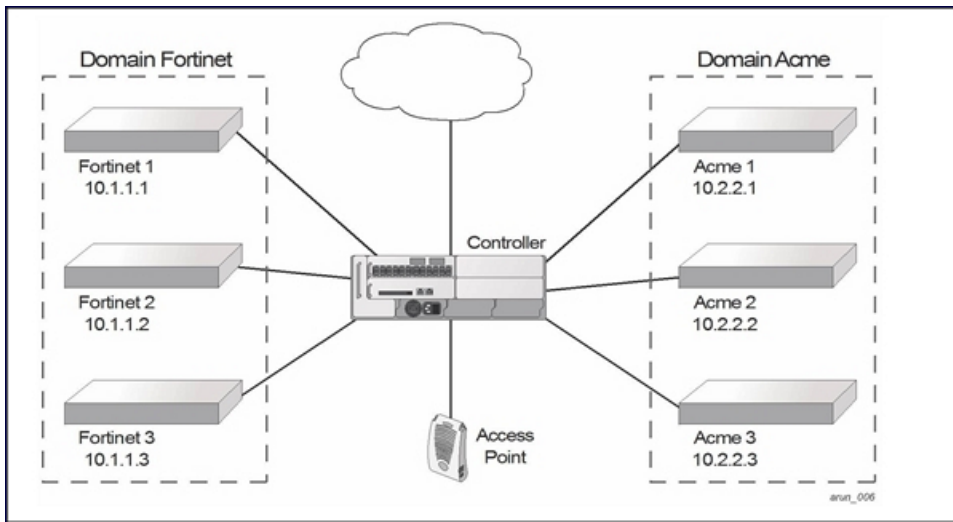 Domain Fortinet
Fortinet 1
10.1.1.1
Fortinet 2
10.1.1.2
Fortinet 3
10.1.1.3
Controller
Access
Point
Domain Acme
Acme 1
10.2.2.1
Acme 2
10.2.2.2
Acme 3
10.2.2.3
arun_006